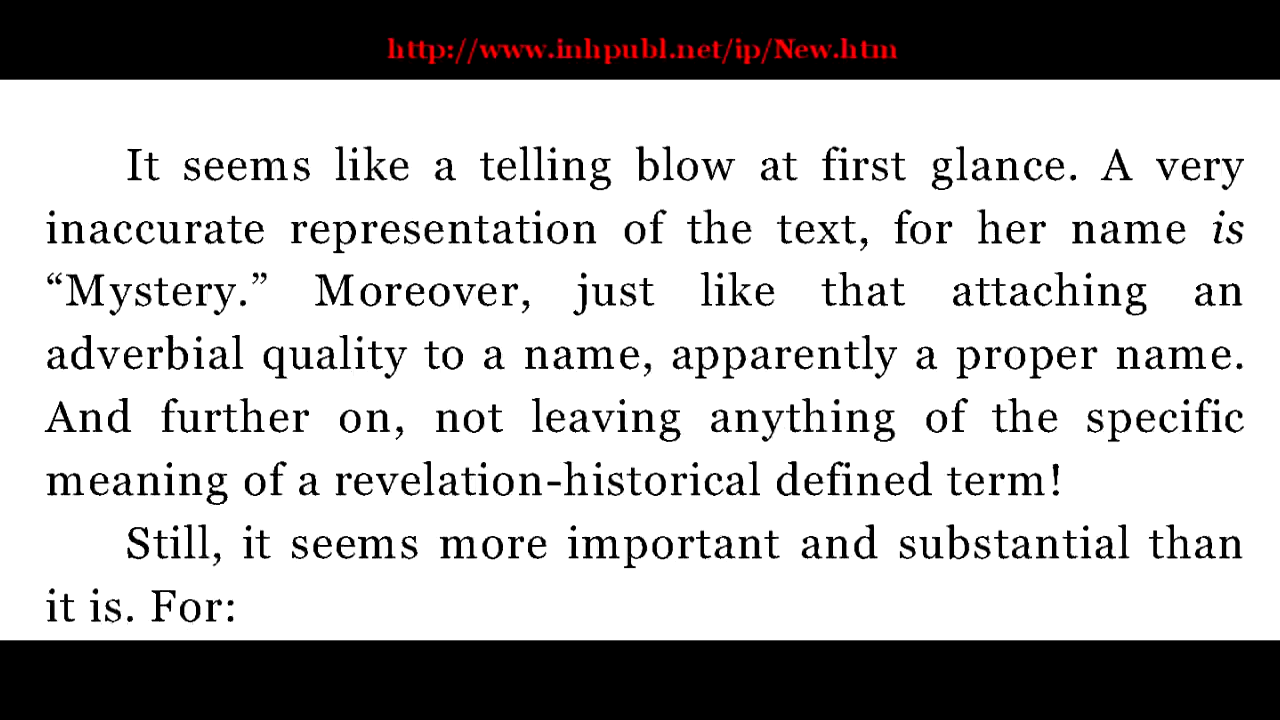 http://www.inhpubl.net/ip/New.htm
It seems like a telling blow at first glance. A very
inaccurate representation of the text, for her name is
“Mystery.” Moreover, just like that attaching an
adverbial quality to a name, apparently a proper name.
And further on, not leaving anything of the specific
meaning of a revelation-historical defined term!
Still, it seems more important and substantial than
it is. For: